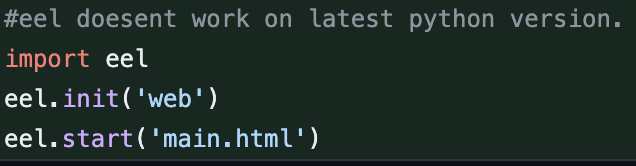 #eel doesent work on latest python version.
import eel
eel.init('web')
eel.start('main.html')